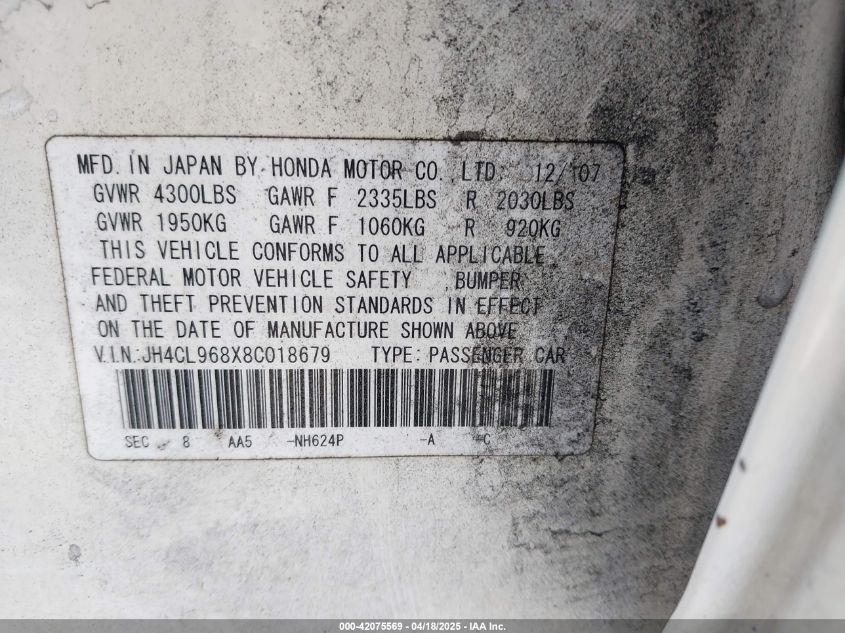 MFD. IN JAPAN BY HONDA MOTOR CO., LTD. 12/'07
GVWR 4300LBS GAWR F 2335LBS R 2030LBS
GVWR 1950KG GAWR F 1060KG R 920KG
THIS VEHICLE CONFORMS TO ALL APPLICABLE
FEDERAL MOTOR VEHICLE SAFETY, BUMPER,
AND THEFT PREVENTION STANDARDS IN EFFECT
ON THE DATE OF MANUFACTURE SHOWN ABOVE
V.I.N.:JH4CL968X8C018679 TYPE: PASSENGER CAR
SEC 8 AA5 -NH624P -A -C
000-42075569 | 04/18/2025 | IAA Inc.